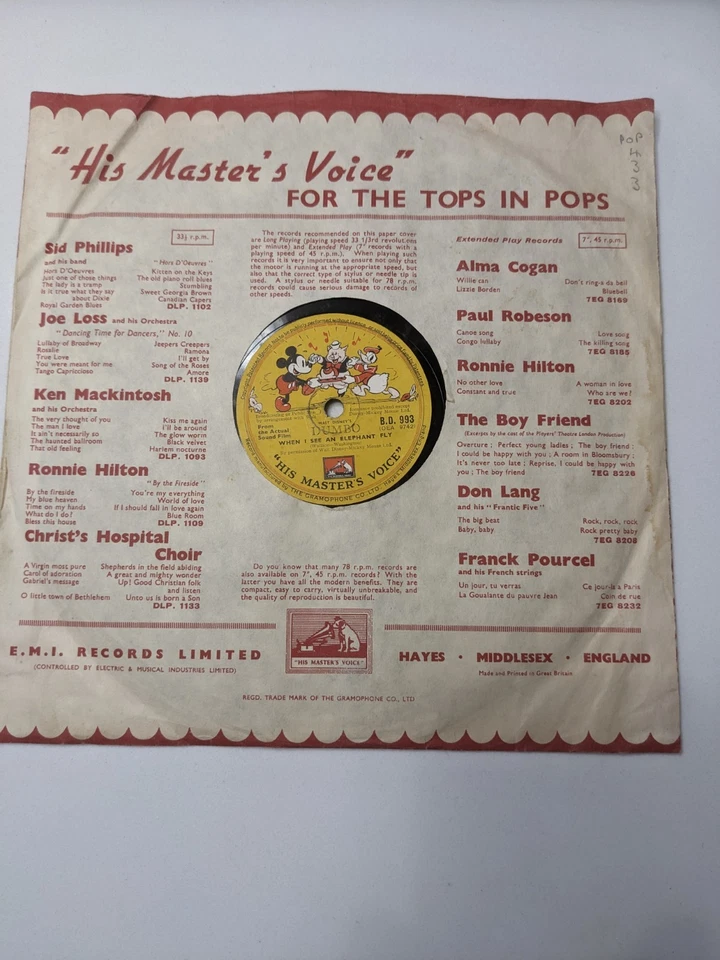 "His Master's Voice"
FOR THE TOPS IN POPS
POP
433
33⅓ r.p.m.
Sid Phillips
and his band
"Hors D'Oeuvres"
Hors D'Oeuvres Kitten on the Keys
Just one of those things The old piano roll blues
The lady is a tramp Stumbling
Is it true what they say Sweet Georgia Brown
about Dixie Canadian Capers
Royal Garden Blues DLP. 1102
Joe Loss and his Orchestra
"Dancing Time for Dancers," No. 10
Lullaby of Broadway Jeepers Creepers
Rosalie Ramona
True Love I'll get by
You were meant for me Song of the Roses
Tango Capriccioso Amore
DLP. 1139
Ken Mackintosh
and his Orchestra
The very thought of you Kiss me again
The man I love I'll be around
It ain't necessarily so The glow worm
The haunted ballroom Black velvet
That old feeling Harlem nocturne
DLP. 1093
Ronnie Hilton
"By the Fireside"
By the fireside You're my everything
My blue heaven World of love
Time on my hands If I should fall in love again
What do I do? Blue Room
Bless this house DLP. 1109
Christ's Hospital
Choir
A Virgin most pure Shepherds in the field abiding
Carol of adoration A great and mighty wonder
Gabriel's message Up! Good Christian folk
and listen
O little town of Bethlehem Unto us is born a Son
DLP. 1133
The records recommended on this paper cover
are Long Playing (playing speed 33 1/3rd revolutions
per minute) and Extended Play (7" records with a
playing speed of 45 r.p.m.). When playing such
records it is very important to ensure not only that
the motor is running at the appropriate speed, but
also that the correct type of stylus or needle tip is
used. A stylus or needle suitable for 78 r.p.m.
records could cause serious damage to records of
other speeds.
WALT DISNEY'S
DUMBO
From
the Actual
Sound Film
B.D. 993
WHEN I SEE AN ELEPHANT FLY
"HIS MASTER'S VOICE"
THE GRAMOPHONE CO. LTD.
Do you know that many 78 r.p.m. records are
also available on 7", 45 r.p.m. records? With the
latter you have all the modern benefits. They are
compact, easy to carry, virtually unbreakable, and
the quality of reproduction is beautiful.
Extended Play Records
7", 45 r.p.m.
Alma Cogan
Willie can Don't ring-a da bell
Lizzie Borden Bluebell
7EG 8169
Paul Robeson
Canoe song Love song
Congo lullaby The killing song
7EG 8185
Ronnie Hilton
No other love A woman in love
Constant and true Who are we?
7EG 8202
The Boy Friend
(Excerpts by the cast of the Players' Theatre London Production)
Overture ; Perfect young ladies ; The boy friend ;
I could be happy with you ; A room in Bloomsbury ;
It's never too late ; Reprise, I could be happy with
you ; The boy friend 7EG 8226
Don Lang
and his "Frantic Five"
The big beat Rock, rock, rock
Baby, baby Rock pretty baby
7EG 8208
Franck Pourcel
and his French strings
Un jour, tu verras Ce jour-là a Paris
La Goualante du pauvre Jean Coin de rue
7EG 8232
E.M.I. RECORDS LIMITED
(CONTROLLED BY ELECTRIC & MUSICAL INDUSTRIES LIMITED)
"HIS MASTER'S VOICE"
HAYES · MIDDLESEX · ENGLAND
Made and Printed in Great Britain
REGD. TRADE MARK OF THE GRAMOPHONE CO., LTD